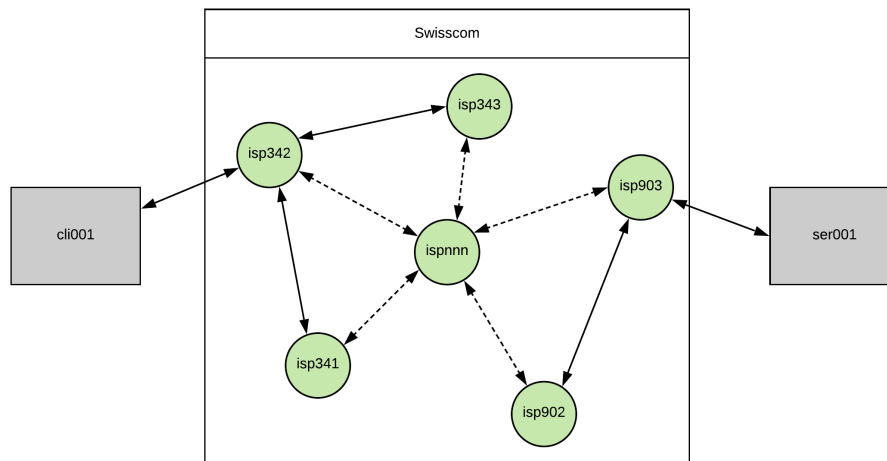 Swisscom
isp343
isp342
isp903
cli001
ispnnn
ser001
isp341
isp902